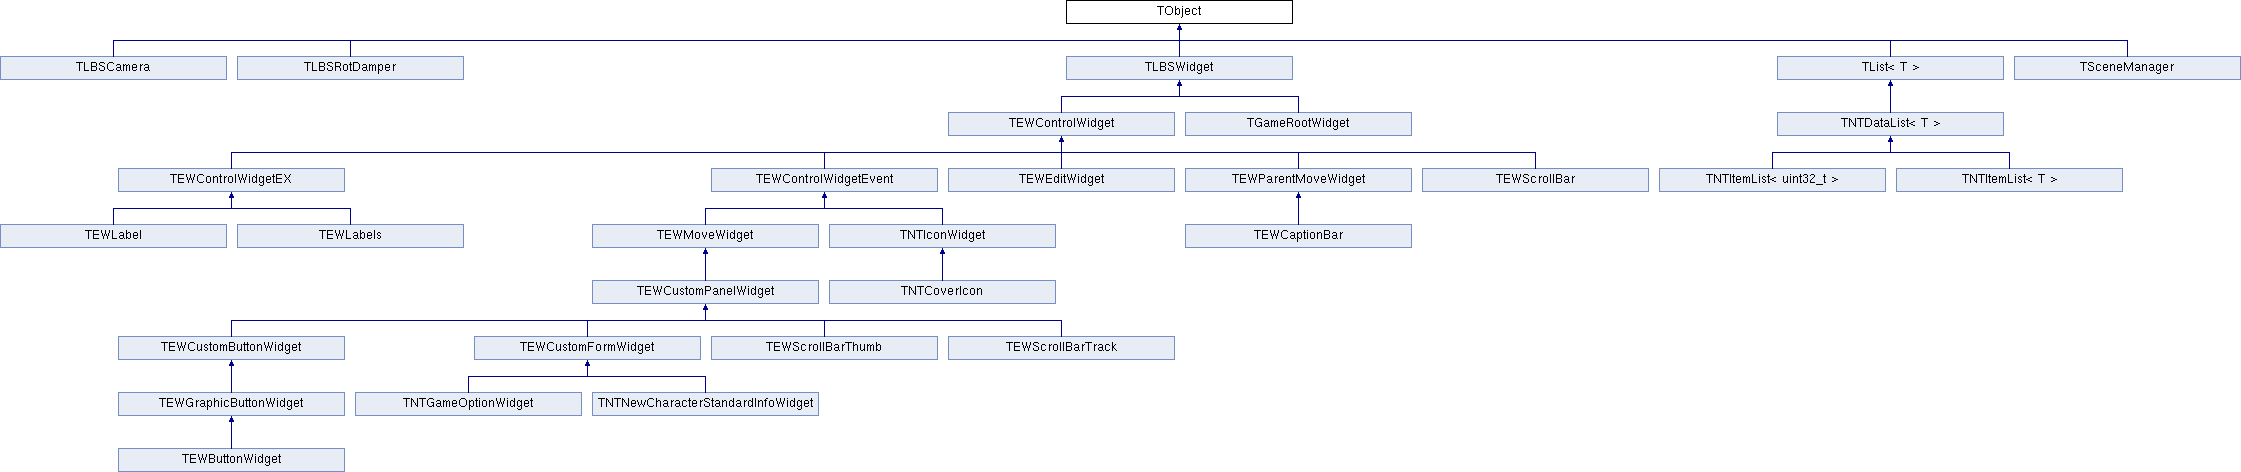 TObject
TLBSCamera
TLBSRotDamper
TLBSWidget
TList< T >
TSceneManager
TEWControlWidget
TGameRootWidget
TNTDataList< T >
TEWControlWidgetEX
TEWControlWidgetEvent
TEWEditWidget
TEWParentMoveWidget
TEWScrollBar
TNTItemList< uint32_t >
TNTItemList< T >
TEWLabel
TEWLabels
TEWMoveWidget
TNTIconWidget
TEWCaptionBar
TEWCustomPanelWidget
TNTCoverIcon
TEWCustomButtonWidget
TEWCustomFormWidget
TEWScrollBarThumb
TEWScrollBarTrack
TEWGraphicButtonWidget
TNTGameOptionWidget
TNTNewCharacterStandardInfoWidget
TEWButtonWidget